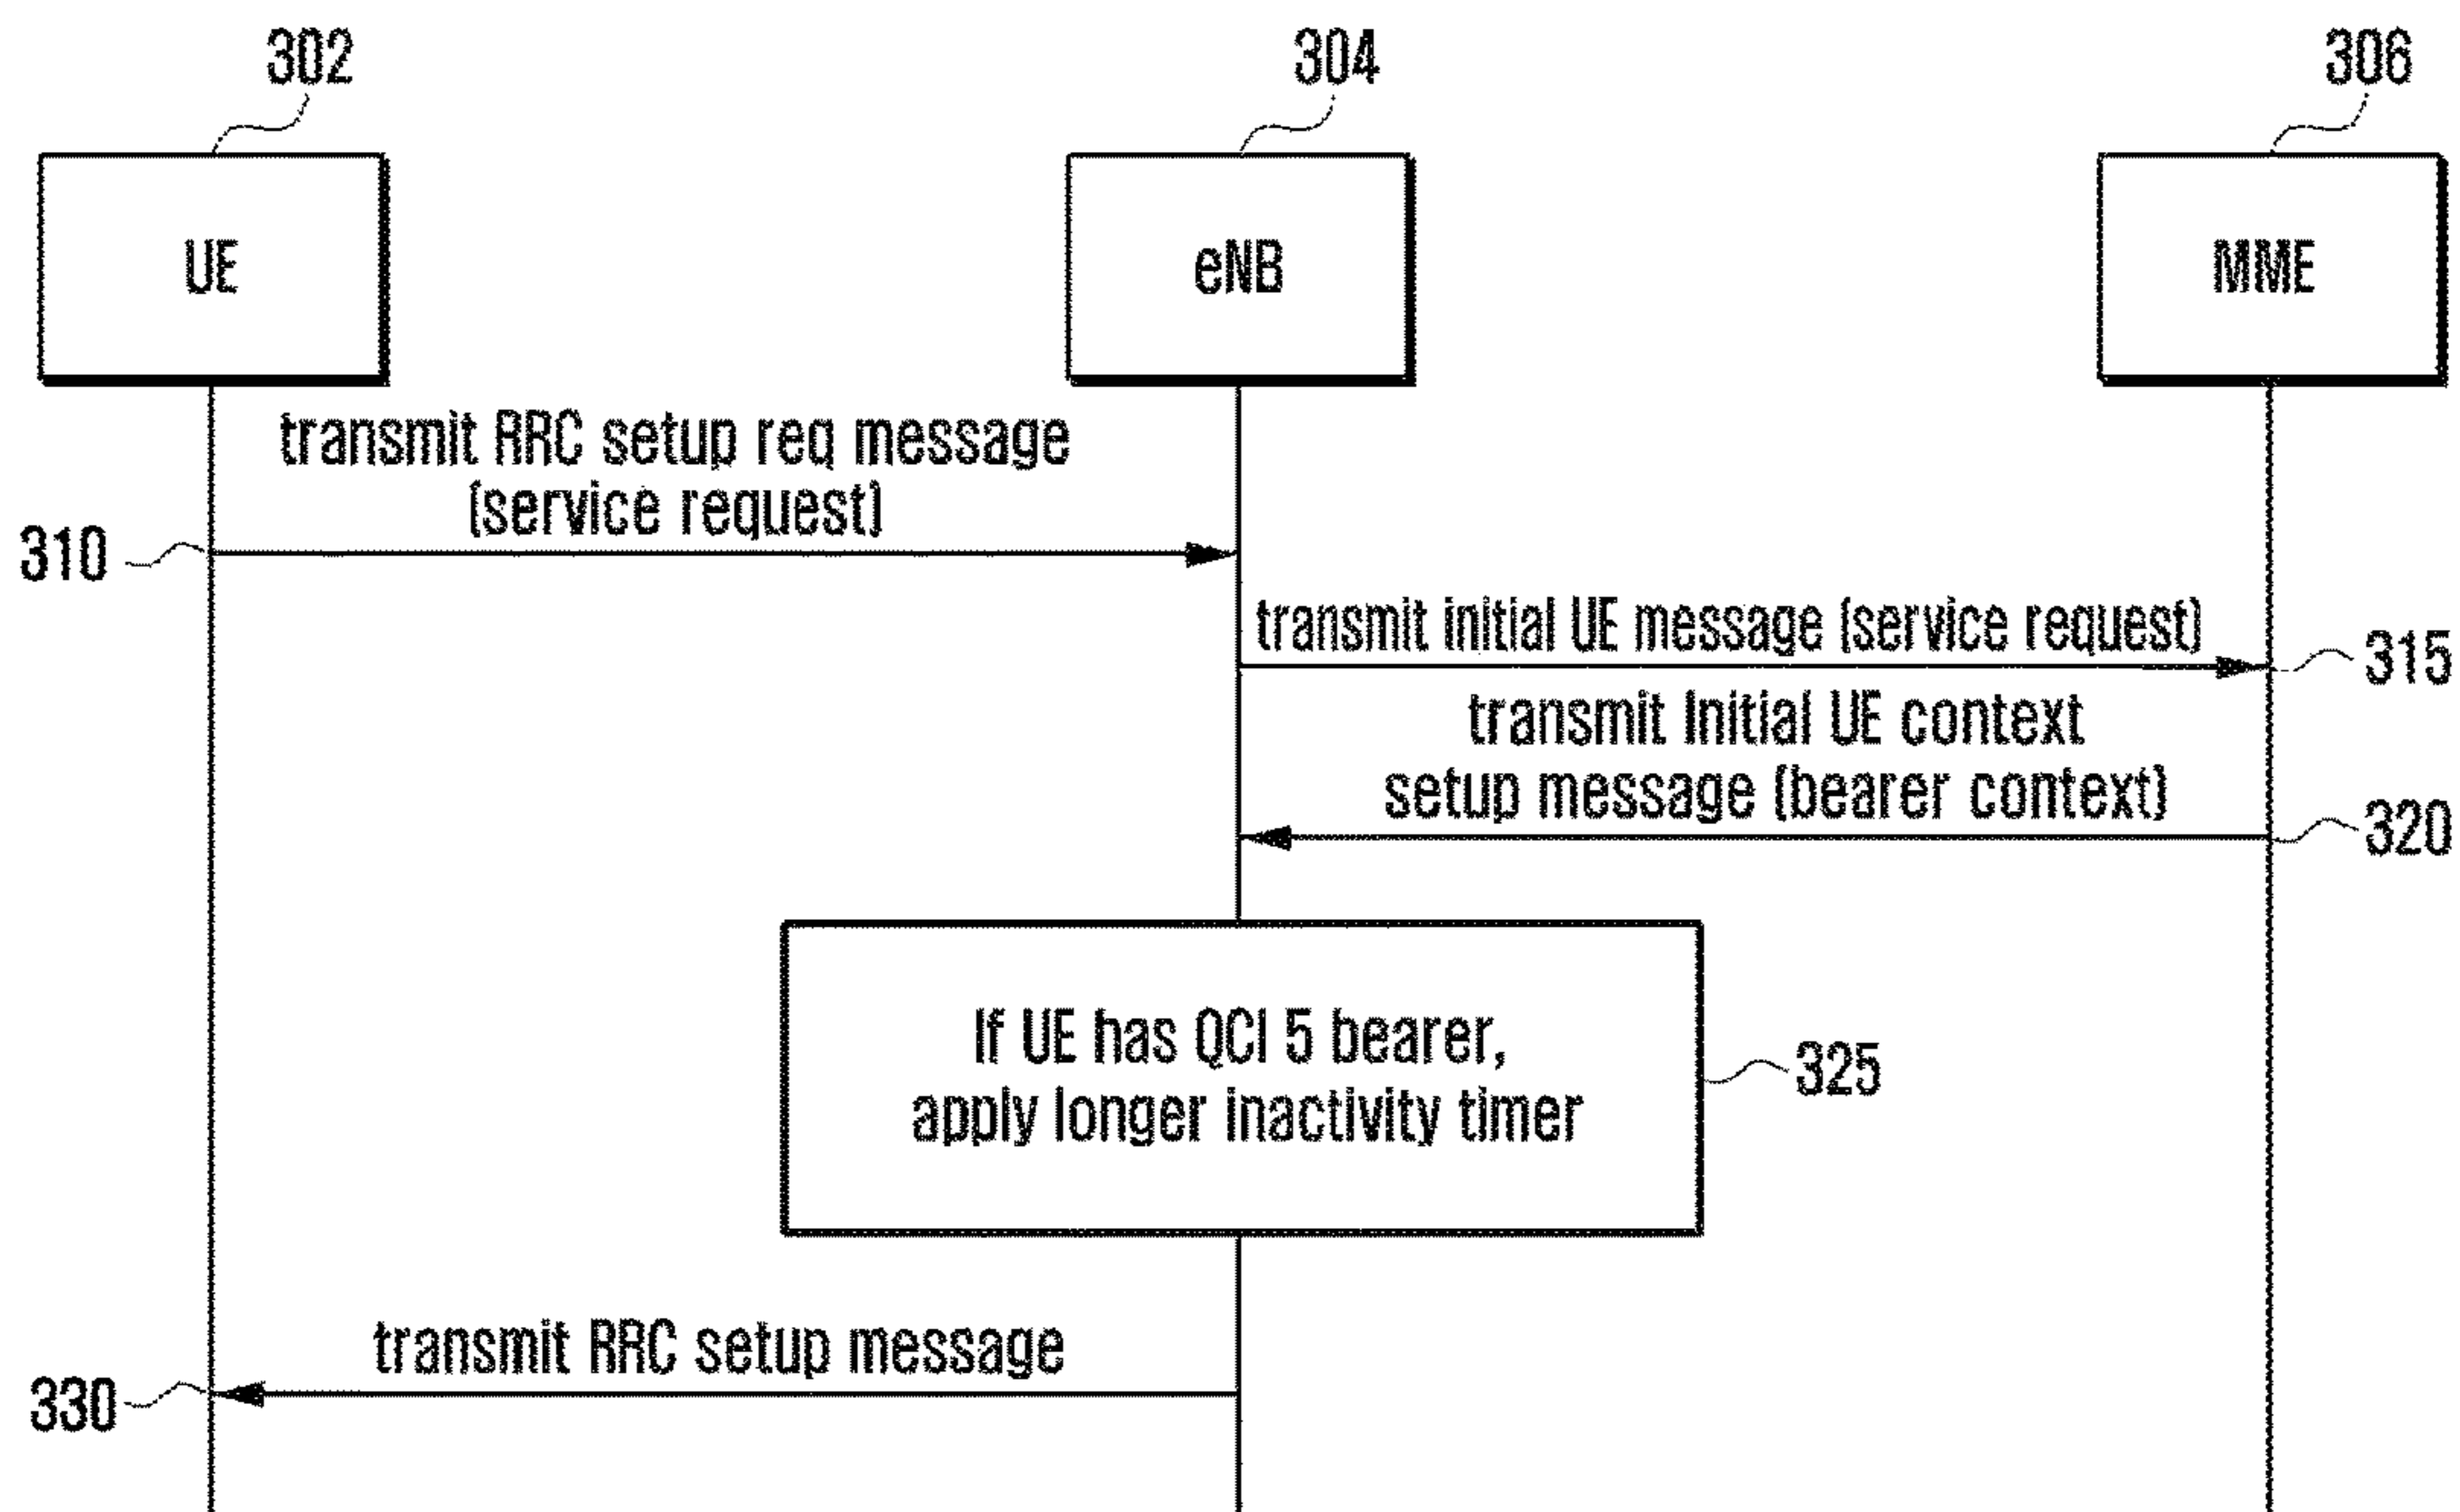 302
304
306
UE
eNB
MME
transmit RRC setup req message
(service request)
310
transmit initial UE message (service request)
315
transmit Initial UE context
setup message (bearer context)
320
If UE has QCI 5 bearer,
apply longer inactivity timer
325
transmit RRC setup message
330